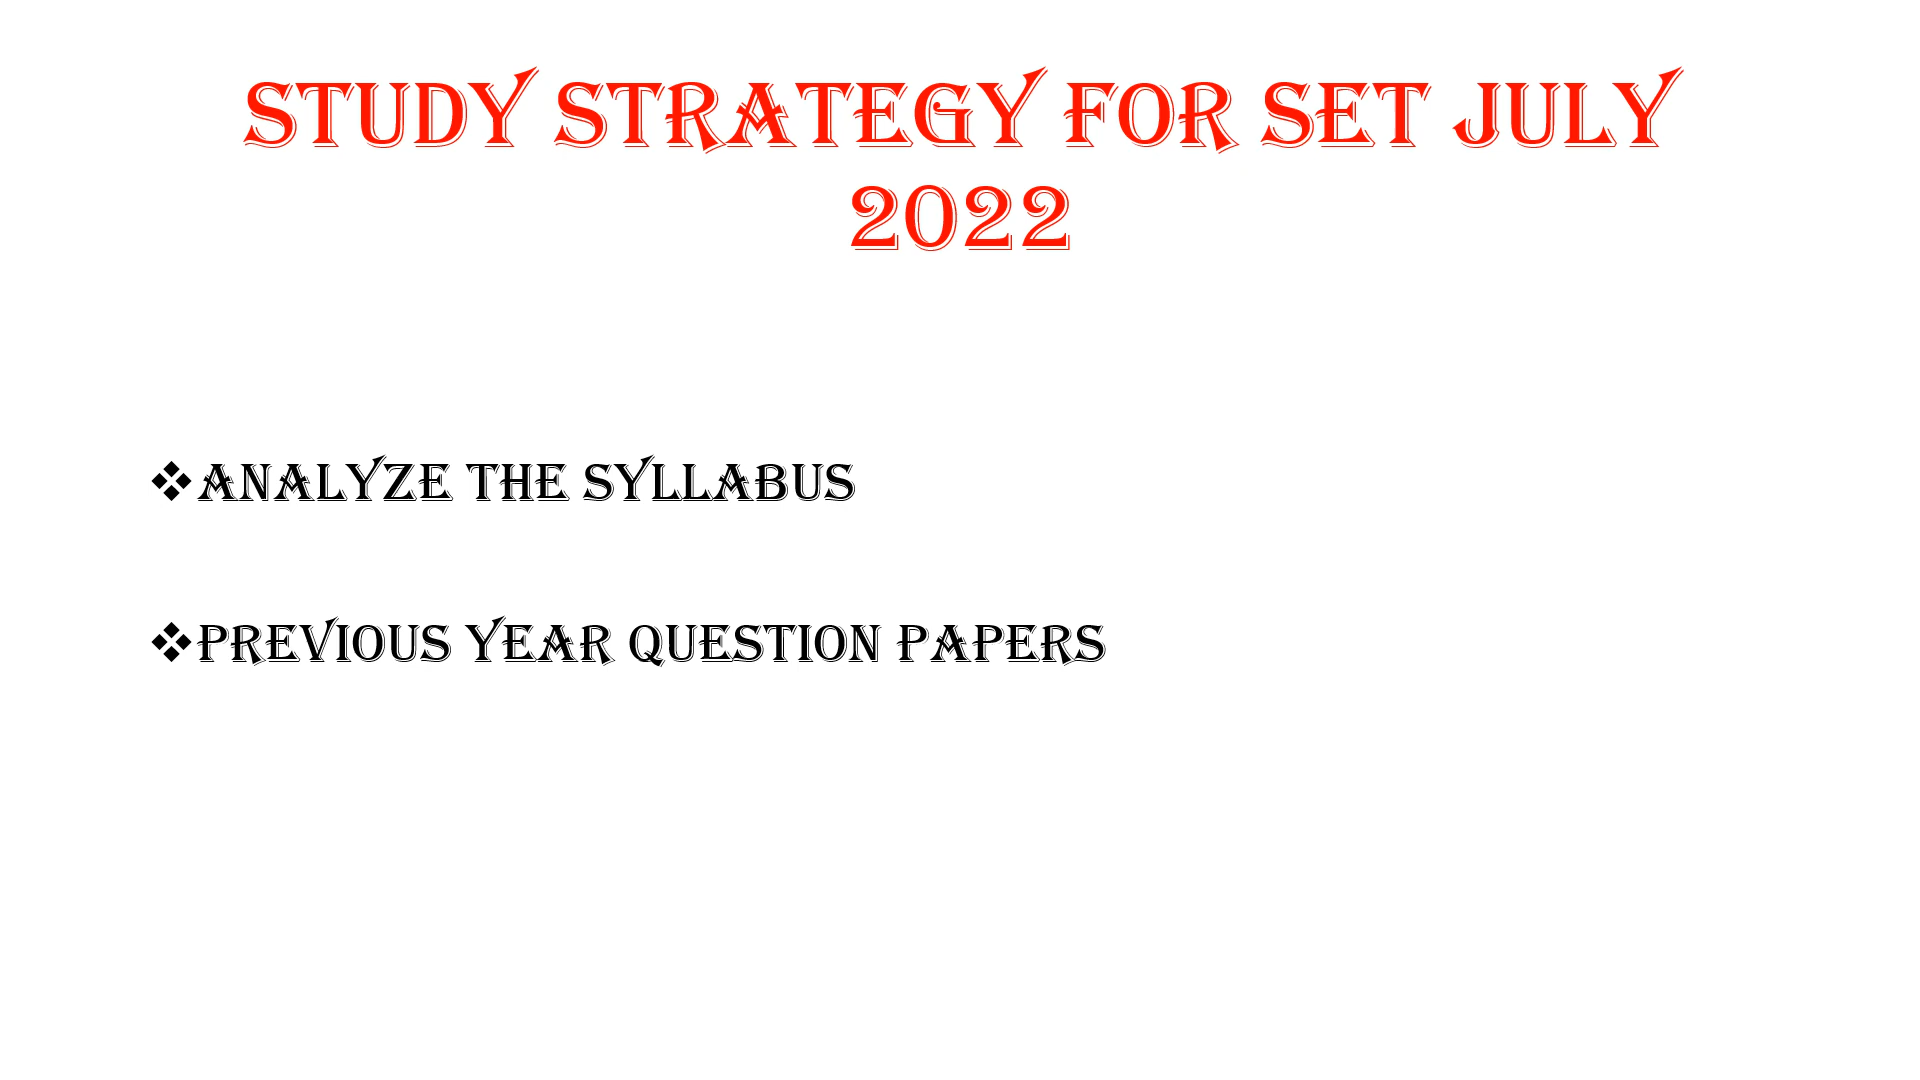 STUDY STRATEGY FOR SET JULY
2022
❖ANALYZE THE SYLLABUS
❖PREVIOUS YEAR QUESTION PAPERS